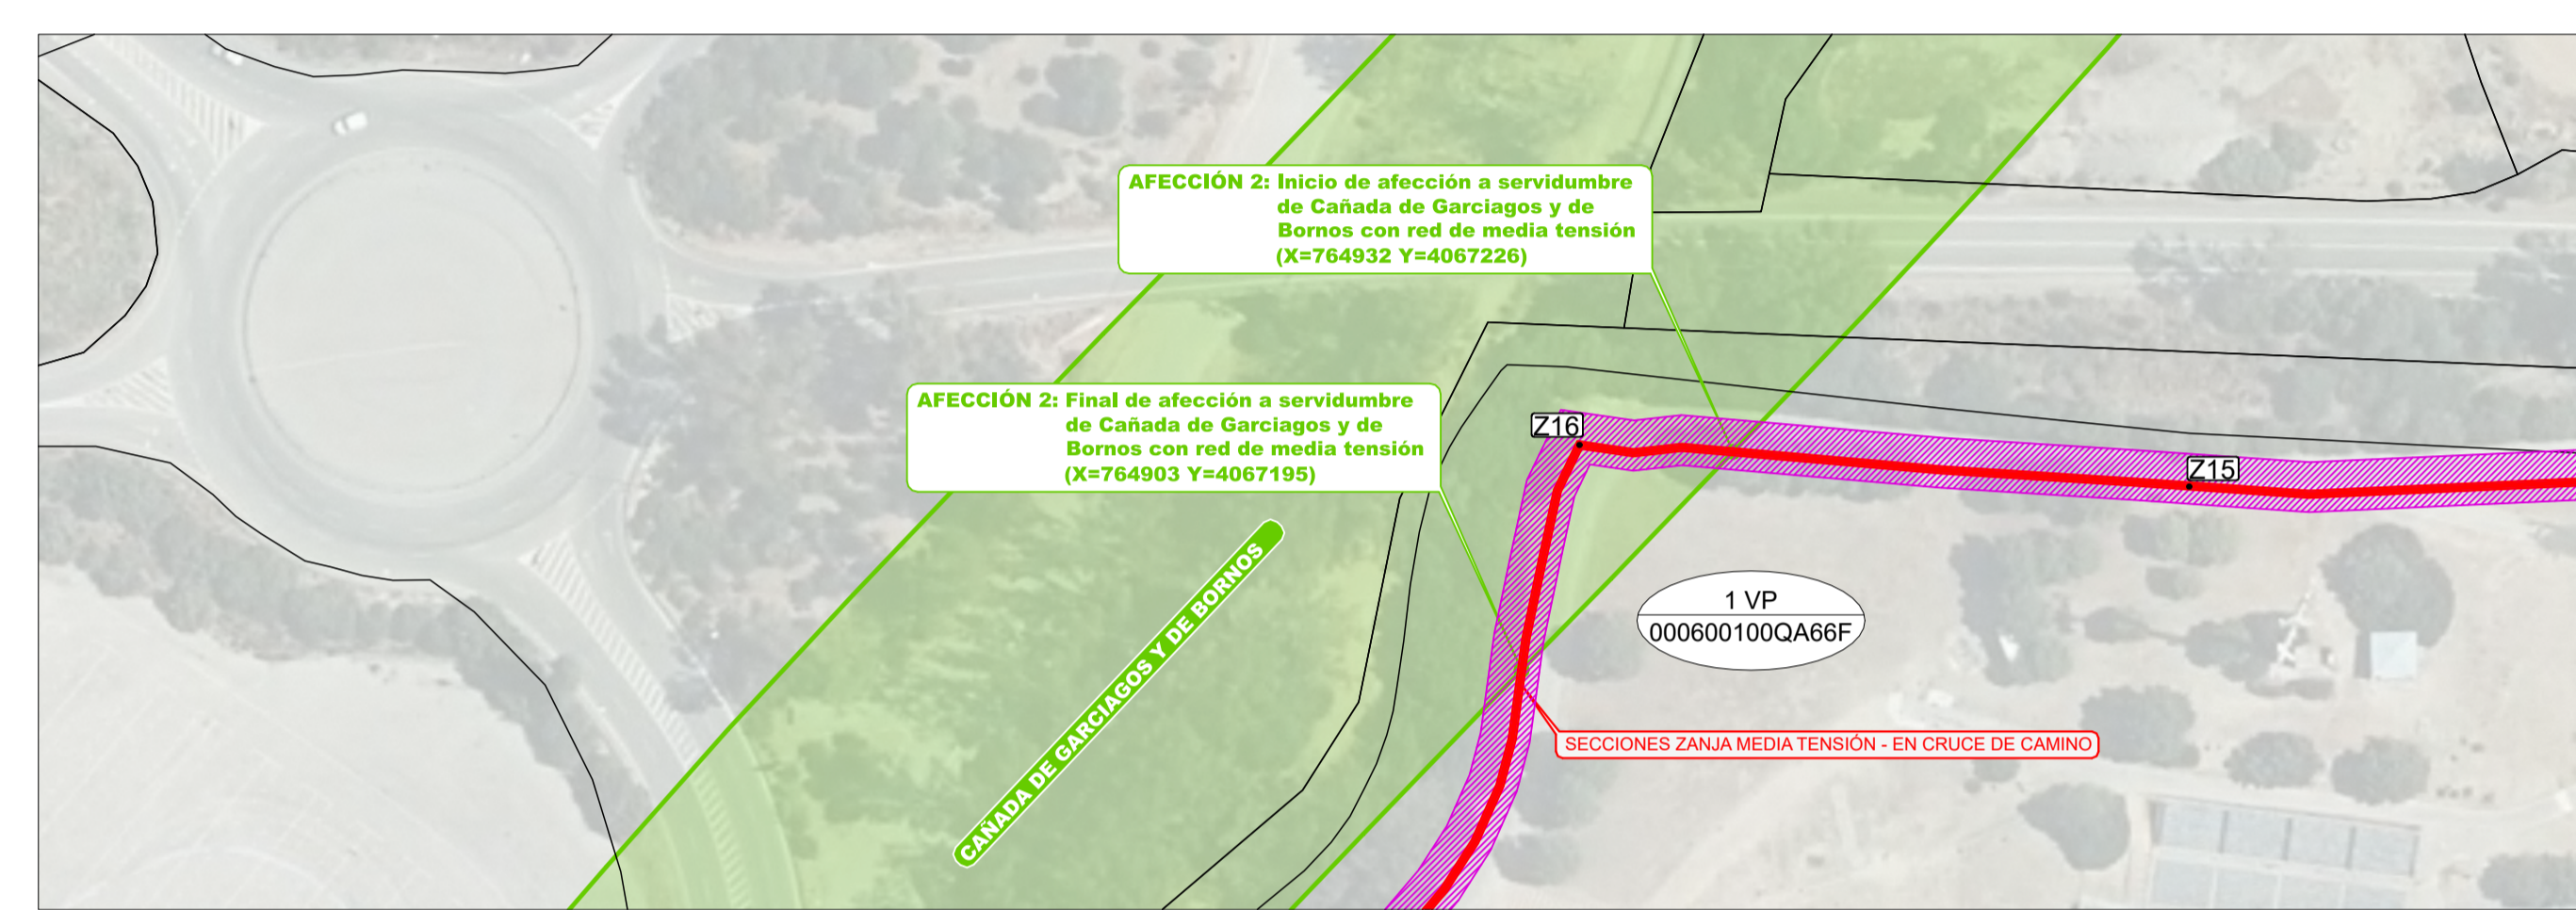 AFECCIÓN 2: Inicio de afección a servidumbre
de Cañada de Garciagos y de
Bornos con red de media tensión
(X=764932 Y=4067226)
AFECCIÓN 2: Final de afección a servidumbre
de Cañada de Garciagos y de
Bornos con red de media tensión
(X=764903 Y=4067195)
Z16
Z15
CAÑADA DE GARCIAGOS Y DE BORNOS
1 VP
000600100QA66F
SECCIONES ZANJA MEDIA TENSIÓN - EN CRUCE DE CAMINO